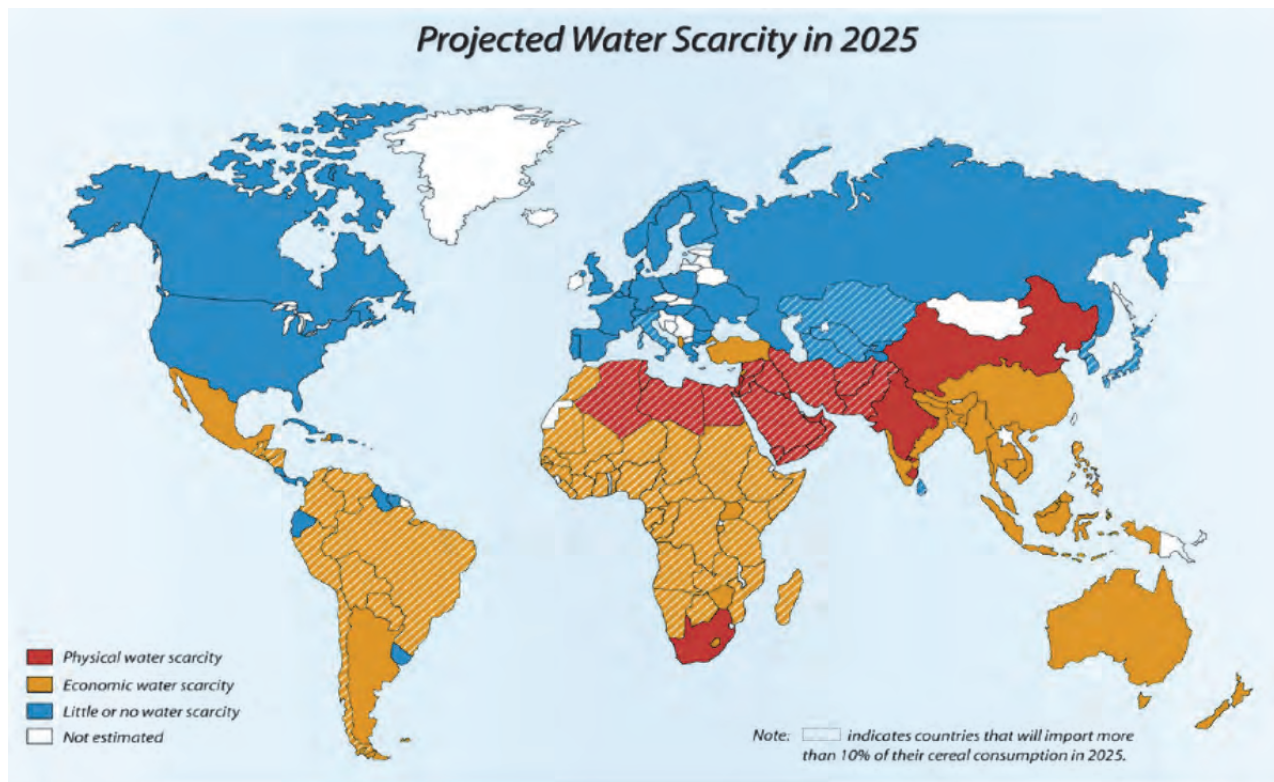 Projected Water Scarcity in 2025
Physical water scarcity
Economic water scarcity
Little or no water scarcity
Not estimated
Note: indicates countries that will import more
than 10% of their cereal consumption in 2025.